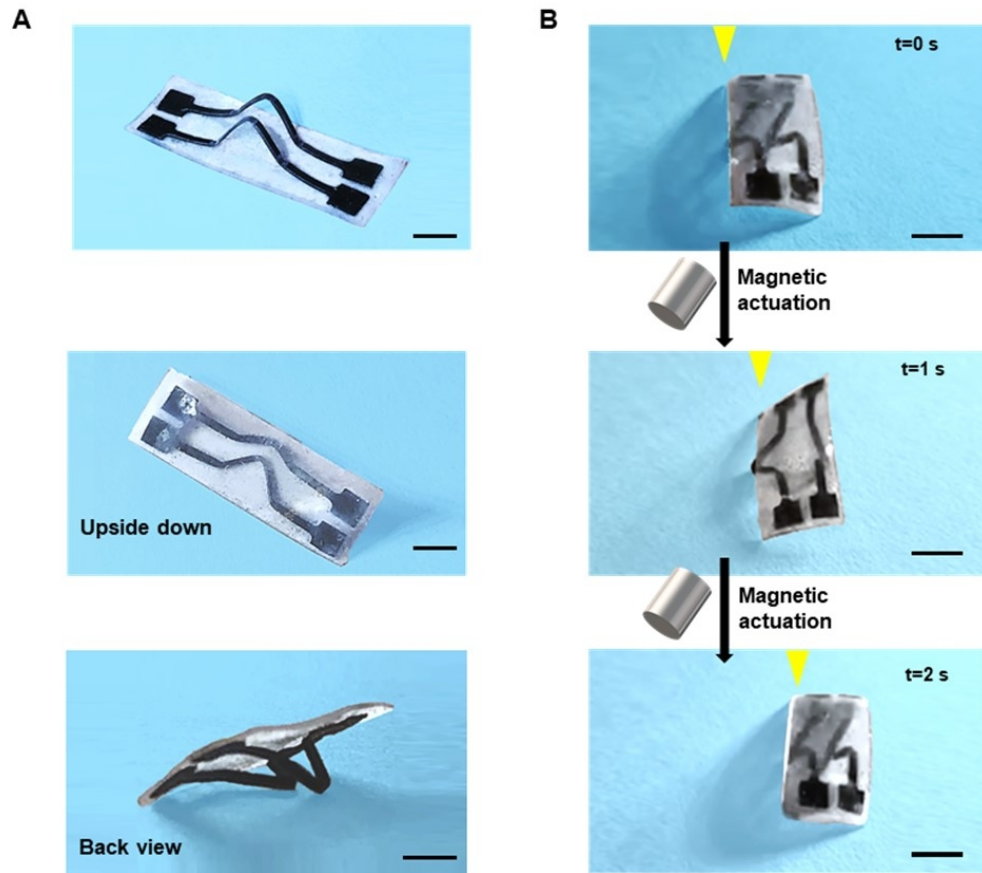 A
B
t=0 s
Magnetic
actuation
t=1 s
Upside down
Magnetic
actuation
t=2 s
Back view